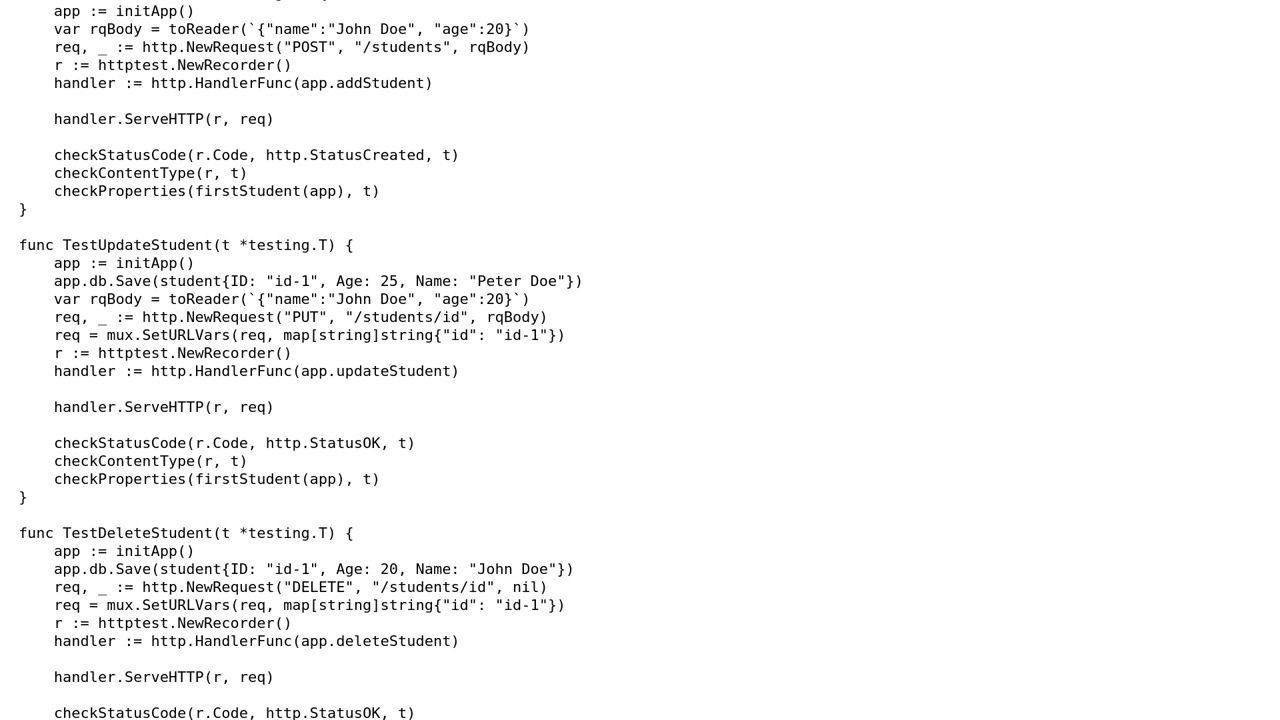 app := initApp()
var rqBody = toReader(`{"name":"John Doe", "age":20}`)
req, _ := http.NewRequest("POST", "/students", rqBody)
r := httptest.NewRecorder()
handler := http.HandlerFunc(app.addStudent)
handler.ServeHTTP(r, req)
checkStatusCode(r.Code, http.StatusCreated, t)
checkContentType(r, t)
checkProperties(firstStudent(app), t)
}
func TestUpdateStudent(t *testing.T) {
app := initApp()
app.db.Save(student{ID: "id-1", Age: 25, Name: "Peter Doe"})
var rqBody = toReader(`{"name":"John Doe", "age":20}`)
req, _ := http.NewRequest("PUT", "/students/id", rqBody)
req = mux.SetURLVars(req, map[string]string{"id": "id-1"})
r := httptest.NewRecorder()
handler := http.HandlerFunc(app.updateStudent)
handler.ServeHTTP(r, req)
checkStatusCode(r.Code, http.StatusOK, t)
checkContentType(r, t)
checkProperties(firstStudent(app), t)
}
func TestDeleteStudent(t *testing.T) {
app := initApp()
app.db.Save(student{ID: "id-1", Age: 20, Name: "John Doe"})
req, _ := http.NewRequest("DELETE", "/students/id", nil)
req = mux.SetURLVars(req, map[string]string{"id": "id-1"})
r := httptest.NewRecorder()
handler := http.HandlerFunc(app.deleteStudent)
handler.ServeHTTP(r, req)
checkStatusCode(r.Code, http.StatusOK, t)